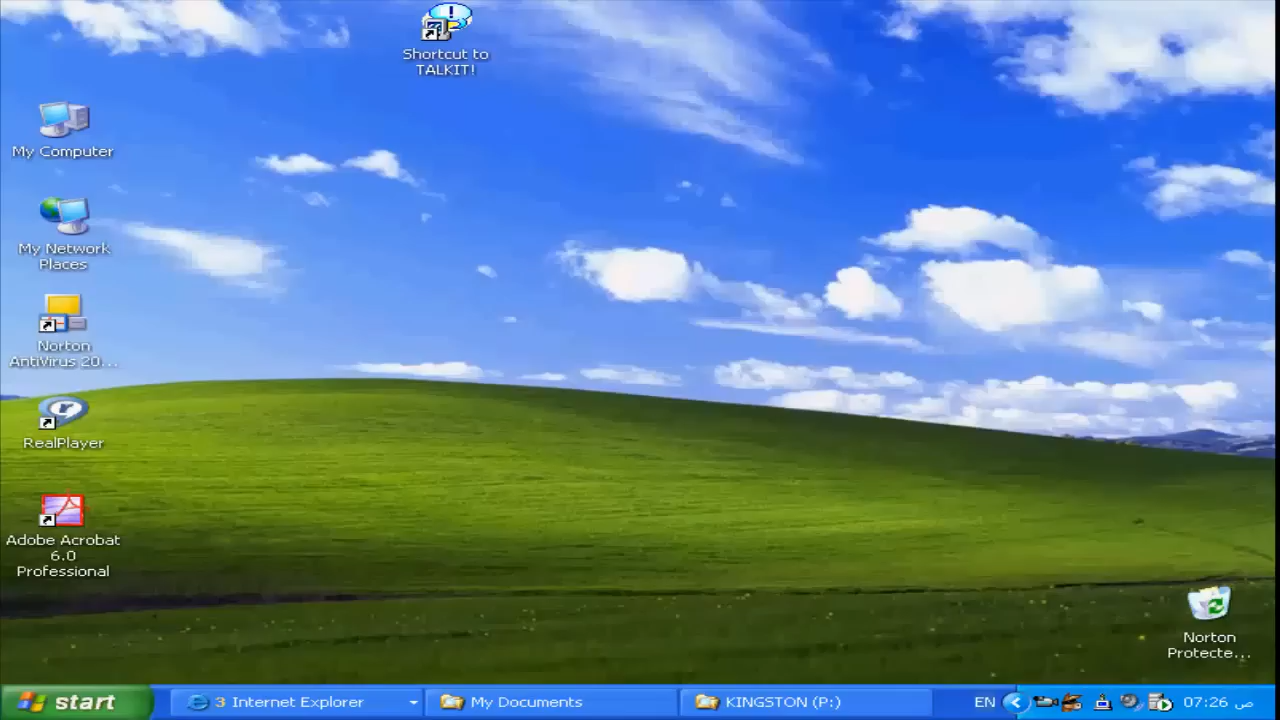 Shortcut to
TALKIT!
My Computer
My Network
Places
Norton
AntiVirus 20...
RealPlayer
Adobe Acrobat
6.0
Professional
Norton
Protecte...
start
3 Internet Explorer
My Documents
KINGSTON (P:)
EN
07:26 ص